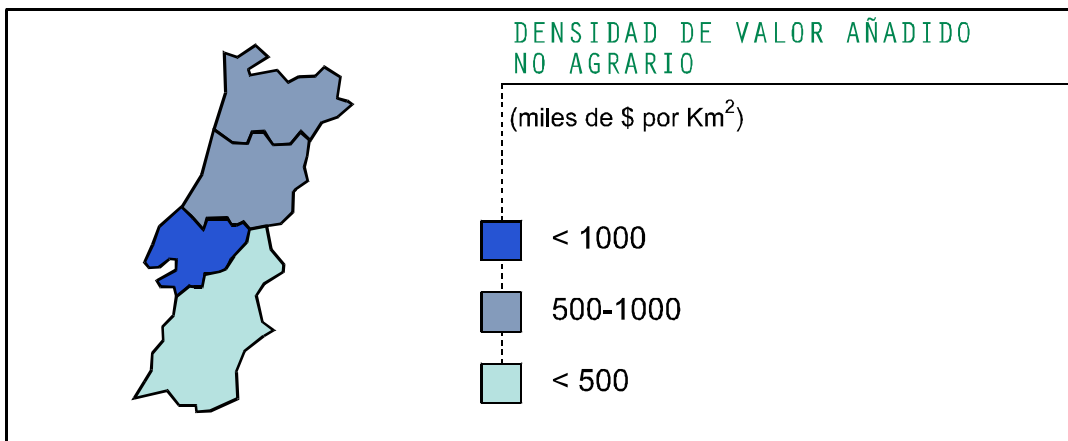 DENSIDAD DE VALOR AÑADIDO
NO AGRARIO
(miles de $ por Km²)
< 1000
500-1000
< 500